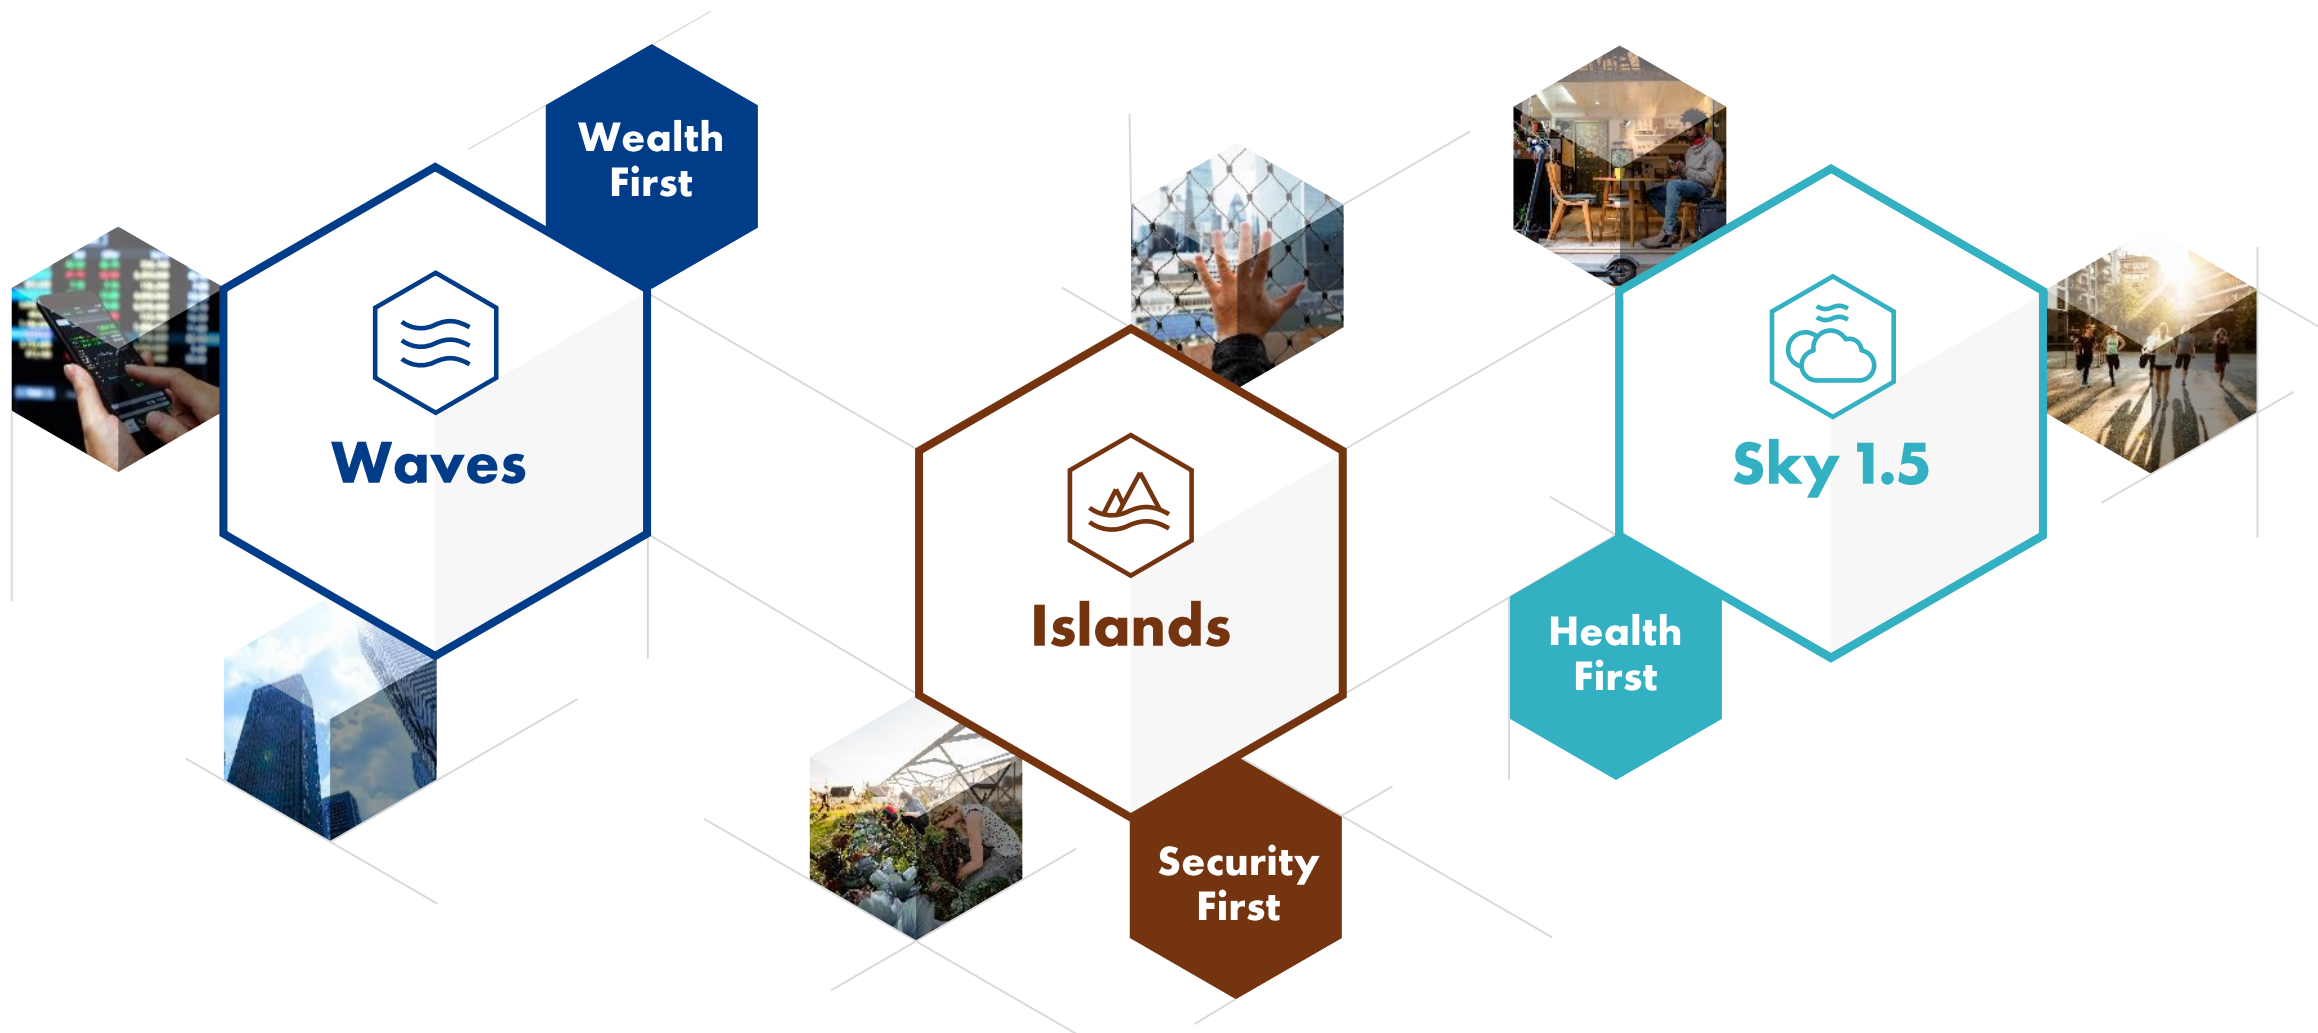 Wealth
First
Waves
Islands
Security
First
Sky 1.5
Health
First